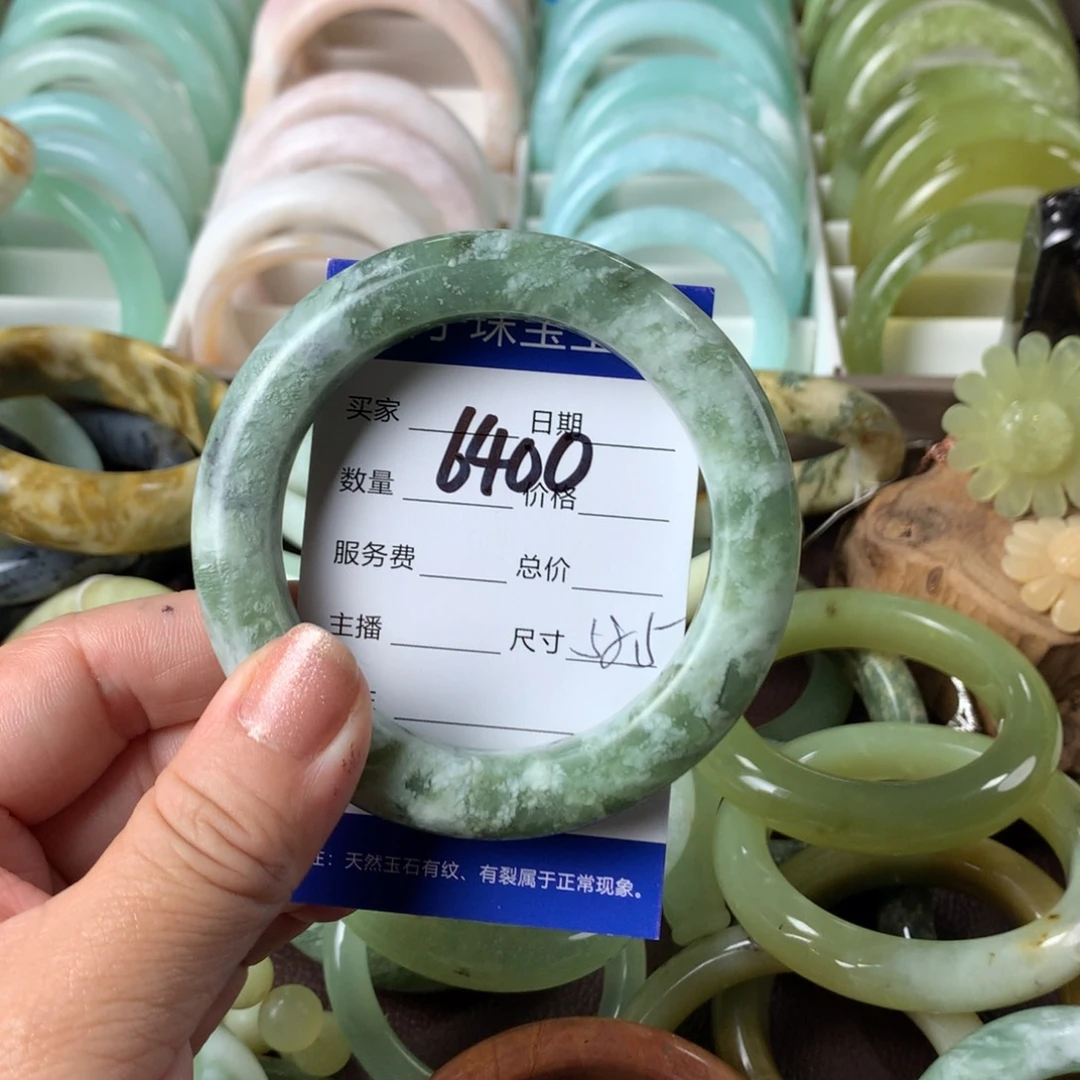 珠宝
买家 日期
6400
数量 价格
服务费 总价
主播 尺寸 58.5
注：天然玉石有纹、有裂属于正常现象。